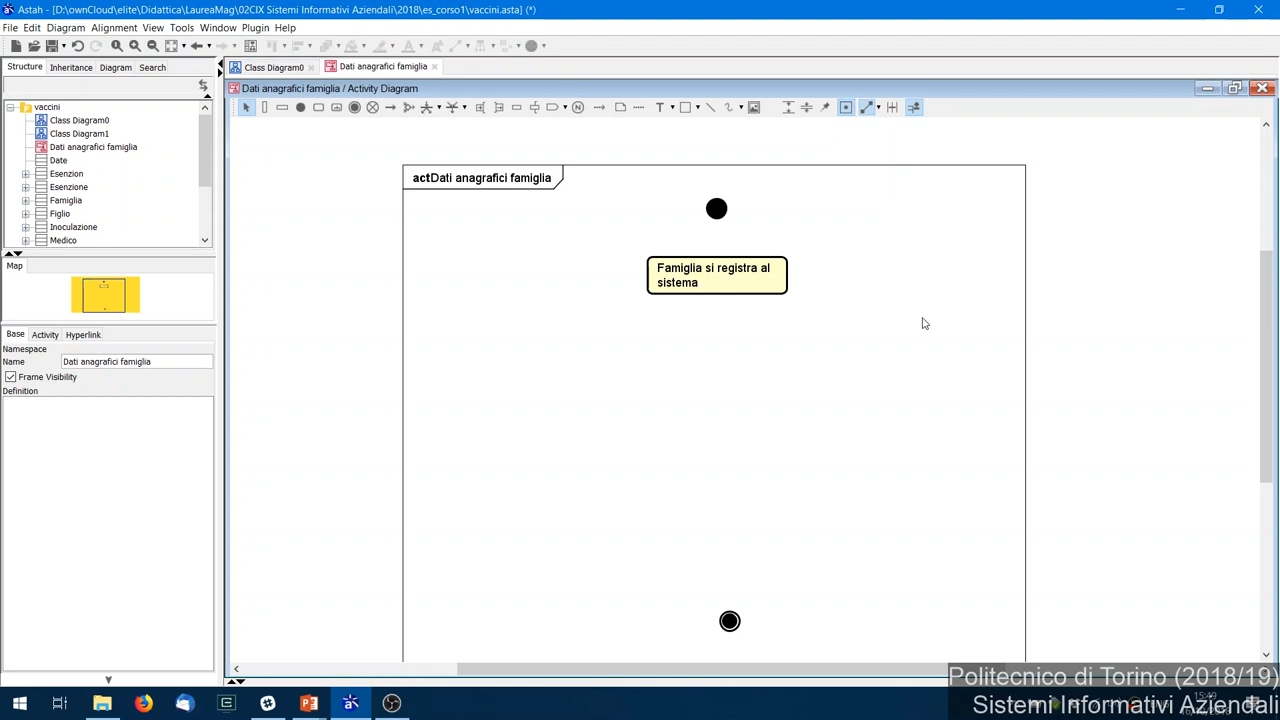 Astah - [D:\ownCloud\elite\Didattica\LaureaMag\02CIX Sistemi Informativi Aziendali\2018\es_corso1\vaccini.asta] (*)
File Edit Diagram Alignment View Tools Window Plugin Help
Structure Inheritance Diagram Search
Class Diagram0 Dati anagrafici famiglia
Dati anagrafici famiglia / Activity Diagram
vaccini
Class Diagram0
Class Diagram1
Dati anagrafici famiglia
Date
Esenzion
Esenzione
Famiglia
Figlio
Inoculazione
Medico
Map
Base Activity Hyperlink
Namespace
Name Dati anagrafici famiglia
Frame Visibility
Definition
actDati anagrafici famiglia
Famiglia si registra al
sistema
Politecnico di Torino (2018/19)
Sistemi Informativi Aziendali